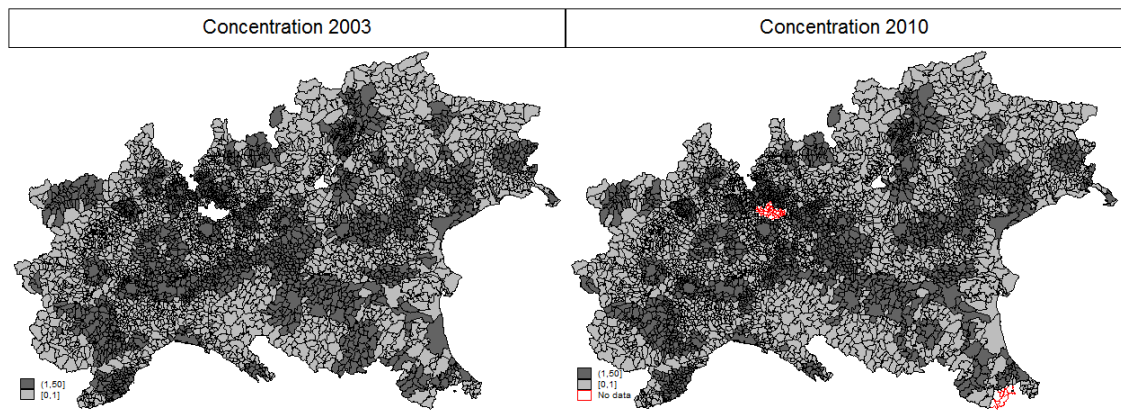 Concentration 2003
Concentration 2010
(1,50]
[0,1]
(1,50]
[0,1]
No data